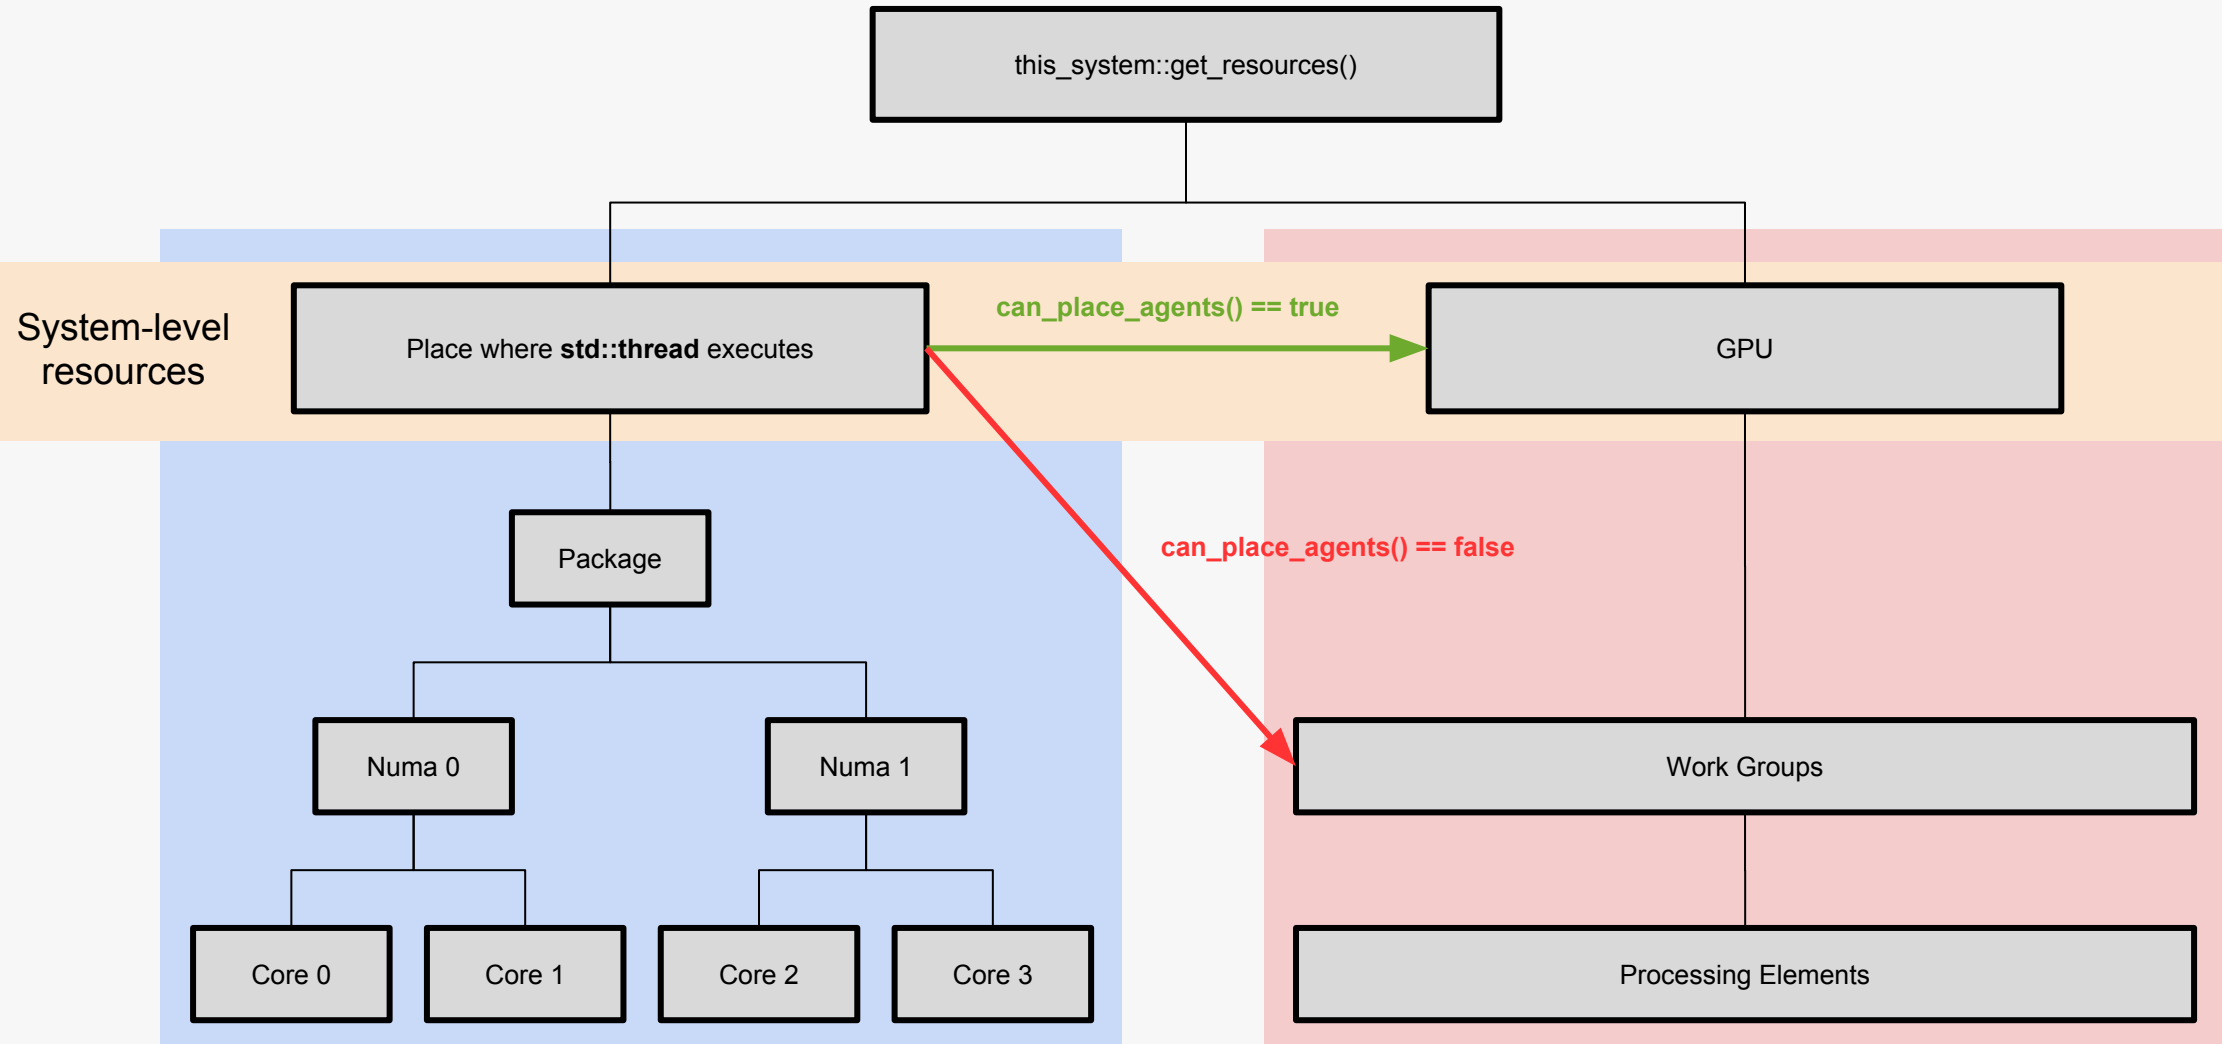 this_system::get_resources()
System-level
resources
Place where std::thread executes
can_place_agents() == true
GPU
Package
can_place_agents() == false
Numa 0
Numa 1
Work Groups
Core 0
Core 1
Core 2
Core 3
Processing Elements